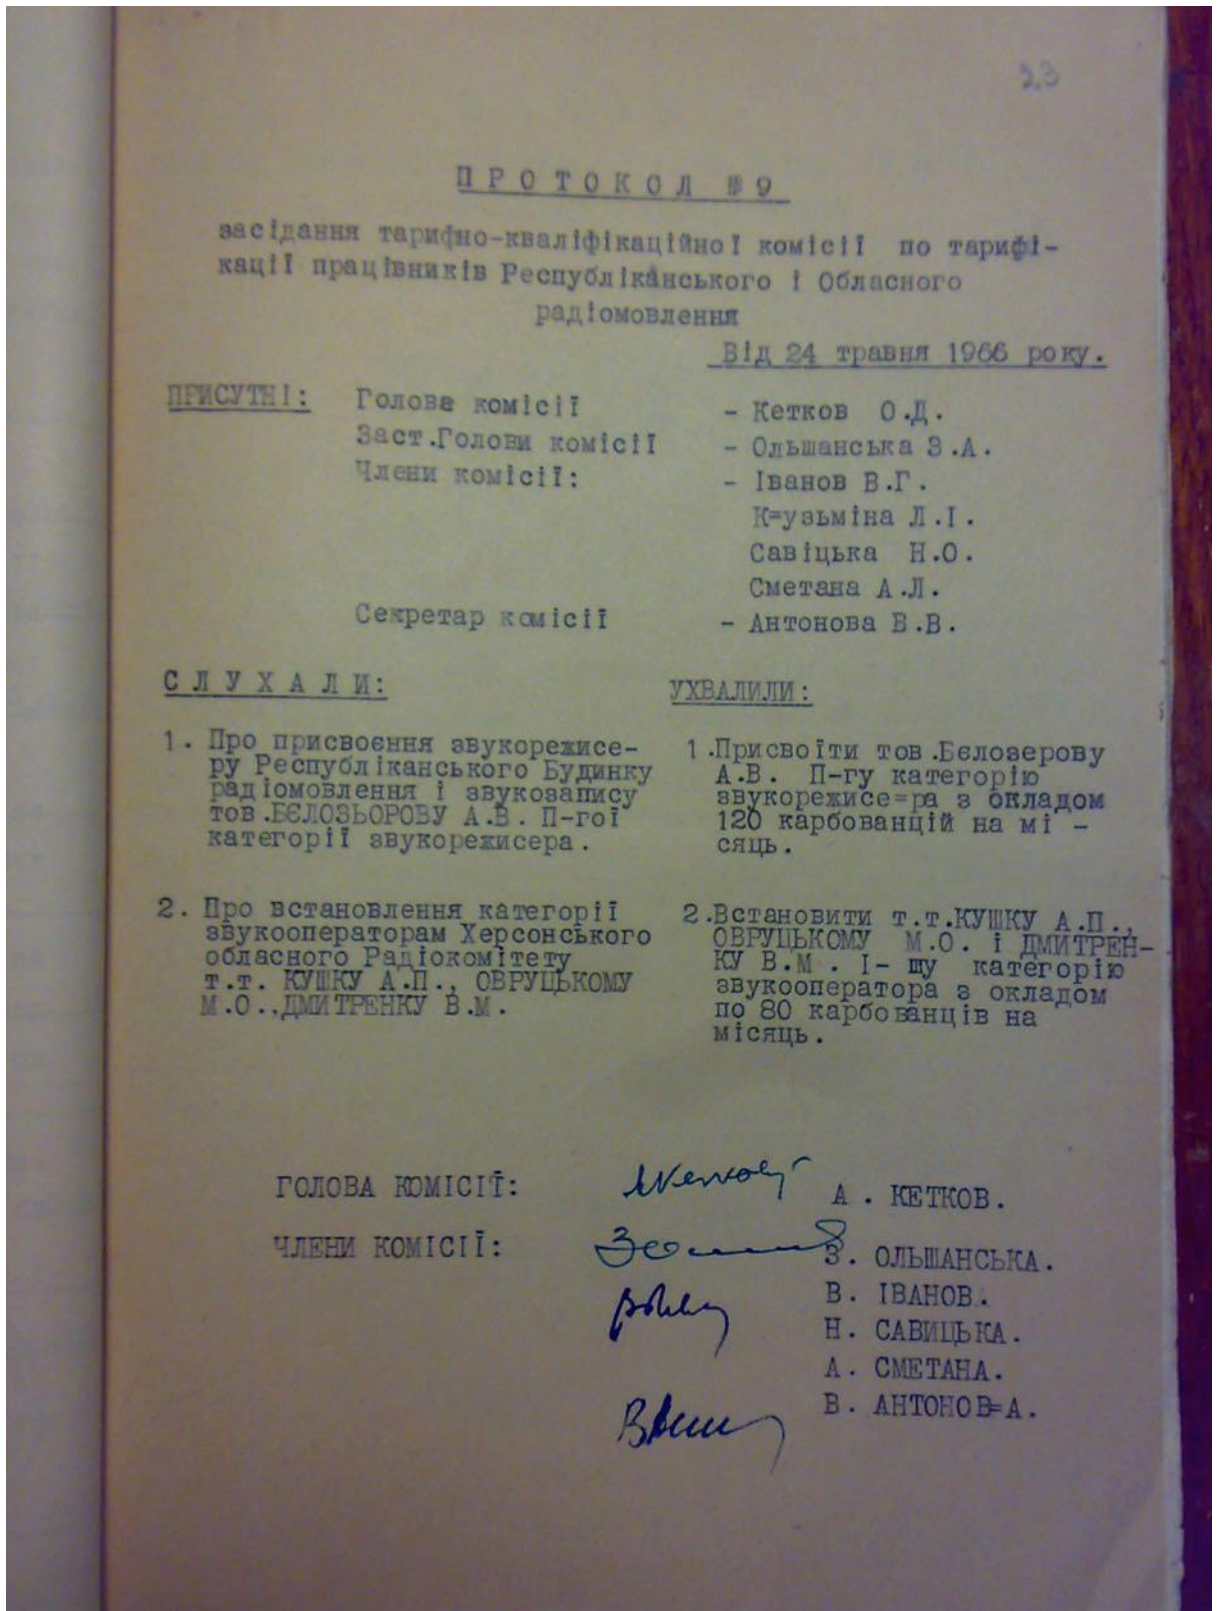 23
ПРОТОКОЛ №9
засідання тарифно-кваліфікаційної комісії по тарифі-
кації працівників Республіканського і Обласного
радіомовлення
Від 24 травня 1966 року.
ПРИСУТНІ: Голова комісії - Кетков О.Д.
Заст.Голови комісії - Ольшанська З.А.
Члени комісії: - Іванов В.Г.
К=узьміна Л.І.
Савіцька Н.О.
Сметана А.Л.
Секретар комісії - Антонова В.В.
СЛУХАЛИ:
1. Про присвоєння звукорежисе-
ру Республіканського Будинку
радіомовлення і звукозапису
тов.БЄЛОЗЬОРОВУ А.В. П-гої
категорії звукорежисера.
2. Про встановлення категорії
звукооператорам Херсонського
обласного Радіокомітету
т.т. КУШКУ А.П., ОВРУЦЬКОМУ
М.О.,ДМИТРЕНКУ В.М.
УХВАЛИЛИ:
1.Присвоїти тов.Бєлозерову
А.В. П-гу категорію
звукорежисе=ра з окладом
120 карбованцій на мі -
сяць.
2.Встановити т.т.КУШКУ А.П.,
ОВРУЦЬКОМУ М.О. і ДМИТРЕН-
КУ В.М. І- шу категорію
звукооператора з окладом
по 80 карбованців на
місяць.
ГОЛОВА КОМІСІЇ: А. КЕТКОВ.
ЧЛЕНИ КОМІСІЇ: З. ОЛЬШАНСЬКА.
В. ІВАНОВ.
Н. САВИЦЬКА.
А. СМЕТАНА.
В. АНТОНОВ=А.